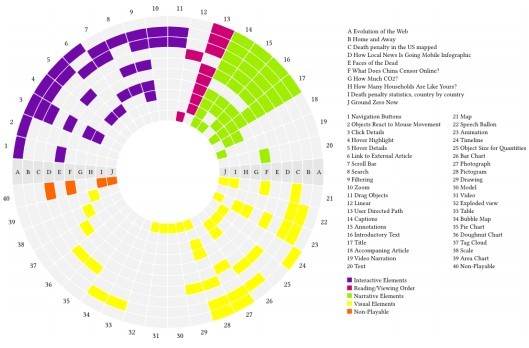 A Evolution of the Web
B Home and Away
C Death penalty in the US mapped
D How Local News Is Going Mobile Infographic
E Faces of the Dead
F What Does China Censor Online?
G How Much CO2?
H How Many Households Are Like Yours?
I Death penalty statistics, country by country
J Ground Zero Now
1 Navigation Buttons
2 Objects React to Mouse Movement
3 Click Details
4 Hover Highlight
5 Hover Details
6 Link to External Article
7 Scroll Bar
8 Search
9 Filtering
10 Zoom
11 Drag Objects
12 Linear
13 User Directed Path
14 Captions
15 Annotations
16 Introductory Text
17 Title
18 Accompaning Article
19 Video Narration
20 Text
21 Map
22 Speech Ballon
23 Animation
24 Timeline
25 Object Size for Quantities
26 Bar Chart
27 Photograph
28 Pictogram
29 Drawing
30 Model
31 Video
32 Exploded view
33 Table
34 Bubble Map
35 Pie Chart
36 Doughnut Chart
37 Tag Cloud
38 Scale
39 Area Chart
40 Non-Playable
Interactive Elements
Reading/Viewing Order
Narrative Elements
Visual Elements
Non-Playable
1
2
3
4
5
6
7
8
9
10
11
12
13
14
15
16
17
18
19
20
A B C D E F G H I J
J I H G F E D C B A
21
22
23
24
25
26
27
28
29
30
31
32
33
34
35
36
37
38
39
40